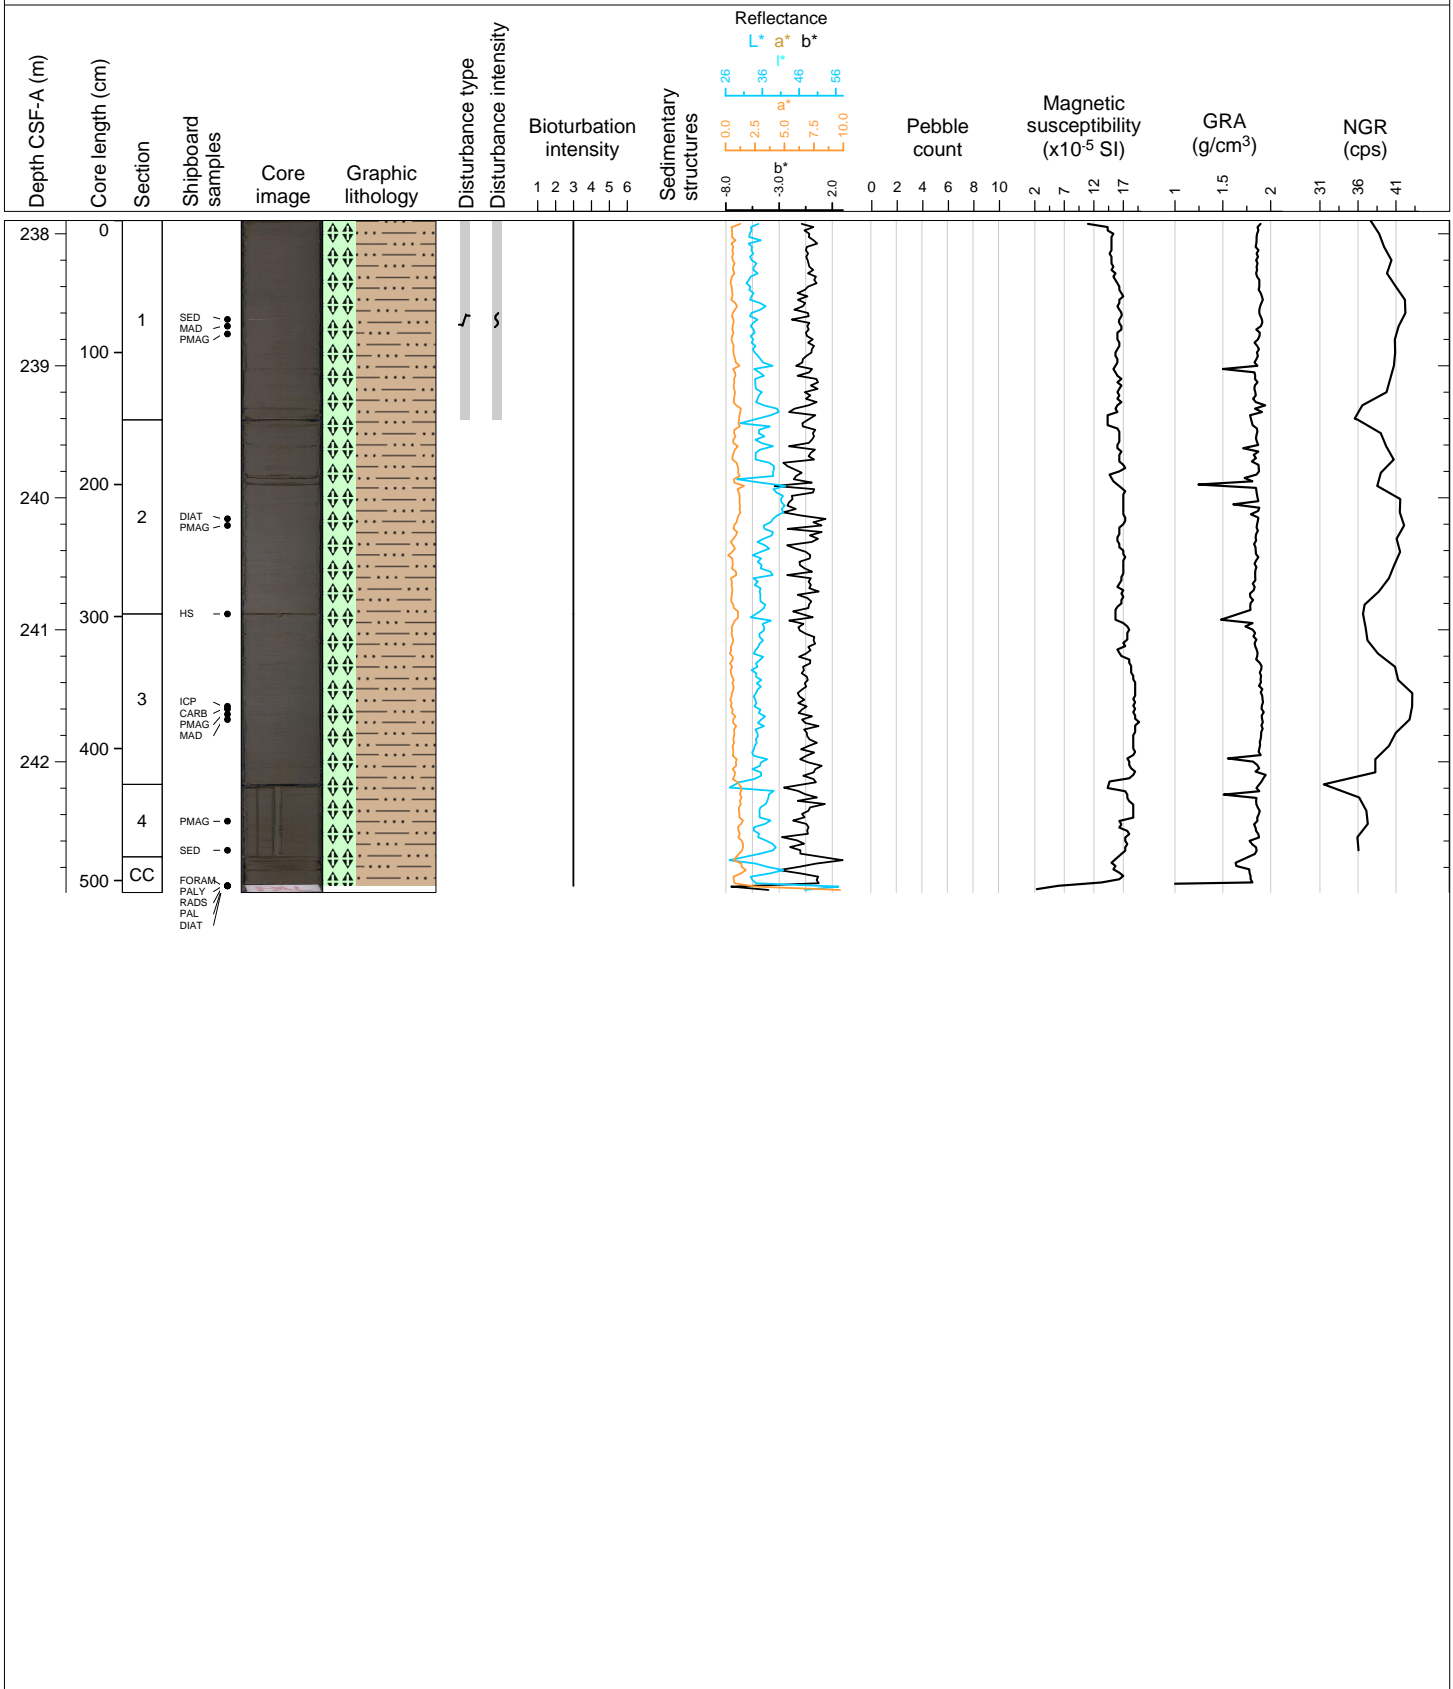 Depth CSF-A (m)
Core length (cm)
Section
Shipboard
samples
Core
image
Graphic
lithology
Disturbance type
Disturbance intensity
Bioturbation
intensity
1 2 3 4 5 6
Sedimentary
structures
Reflectance
L* a* b*
l*
26 36 46 56
a*
0.0 2.5 5.0 7.5 10.0
b*
-8.0 -3.0 2.0
Pebble
count
0 2 4 6 8 10
Magnetic
susceptibility
(x10-5 SI)
2 7 12 17
GRA
(g/cm3)
1 1.5 2
NGR
(cps)
31 36 41
238
239
240
241
242
0
100
200
300
400
500
1
2
3
4
CC
SED
MAD
PMAG
DIAT
PMAG
HS
ICP
CARB
PMAG
MAD
PMAG
SED
FORAM
PALY
RADS
PAL
DIAT